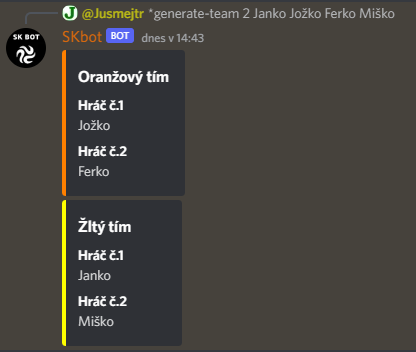 @Jusmejtr *generate-team 2 Janko Jožko Ferko Miško
SK BOT
SKbot BOT dnes v 14:43
Oranžový tím
Hráč č.1
Jožko
Hráč č.2
Ferko
Žltý tím
Hráč č.1
Janko
Hráč č.2
Miško